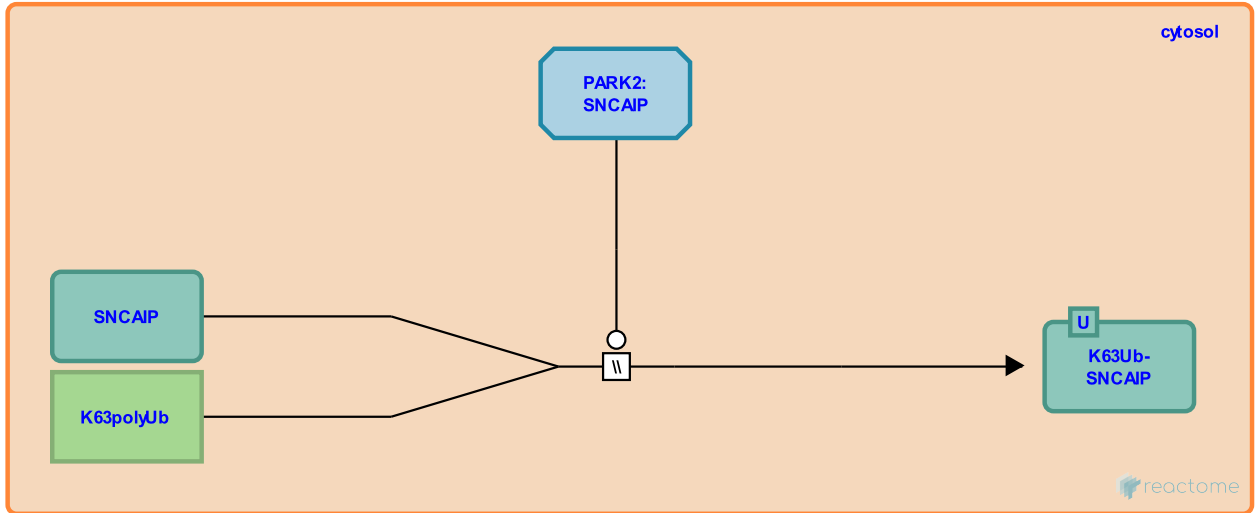 cytosol
PARK2:
SNCAIP
SNCAIP
K63polyUb
\\
U
K63Ub-
SNCAIP
reactome